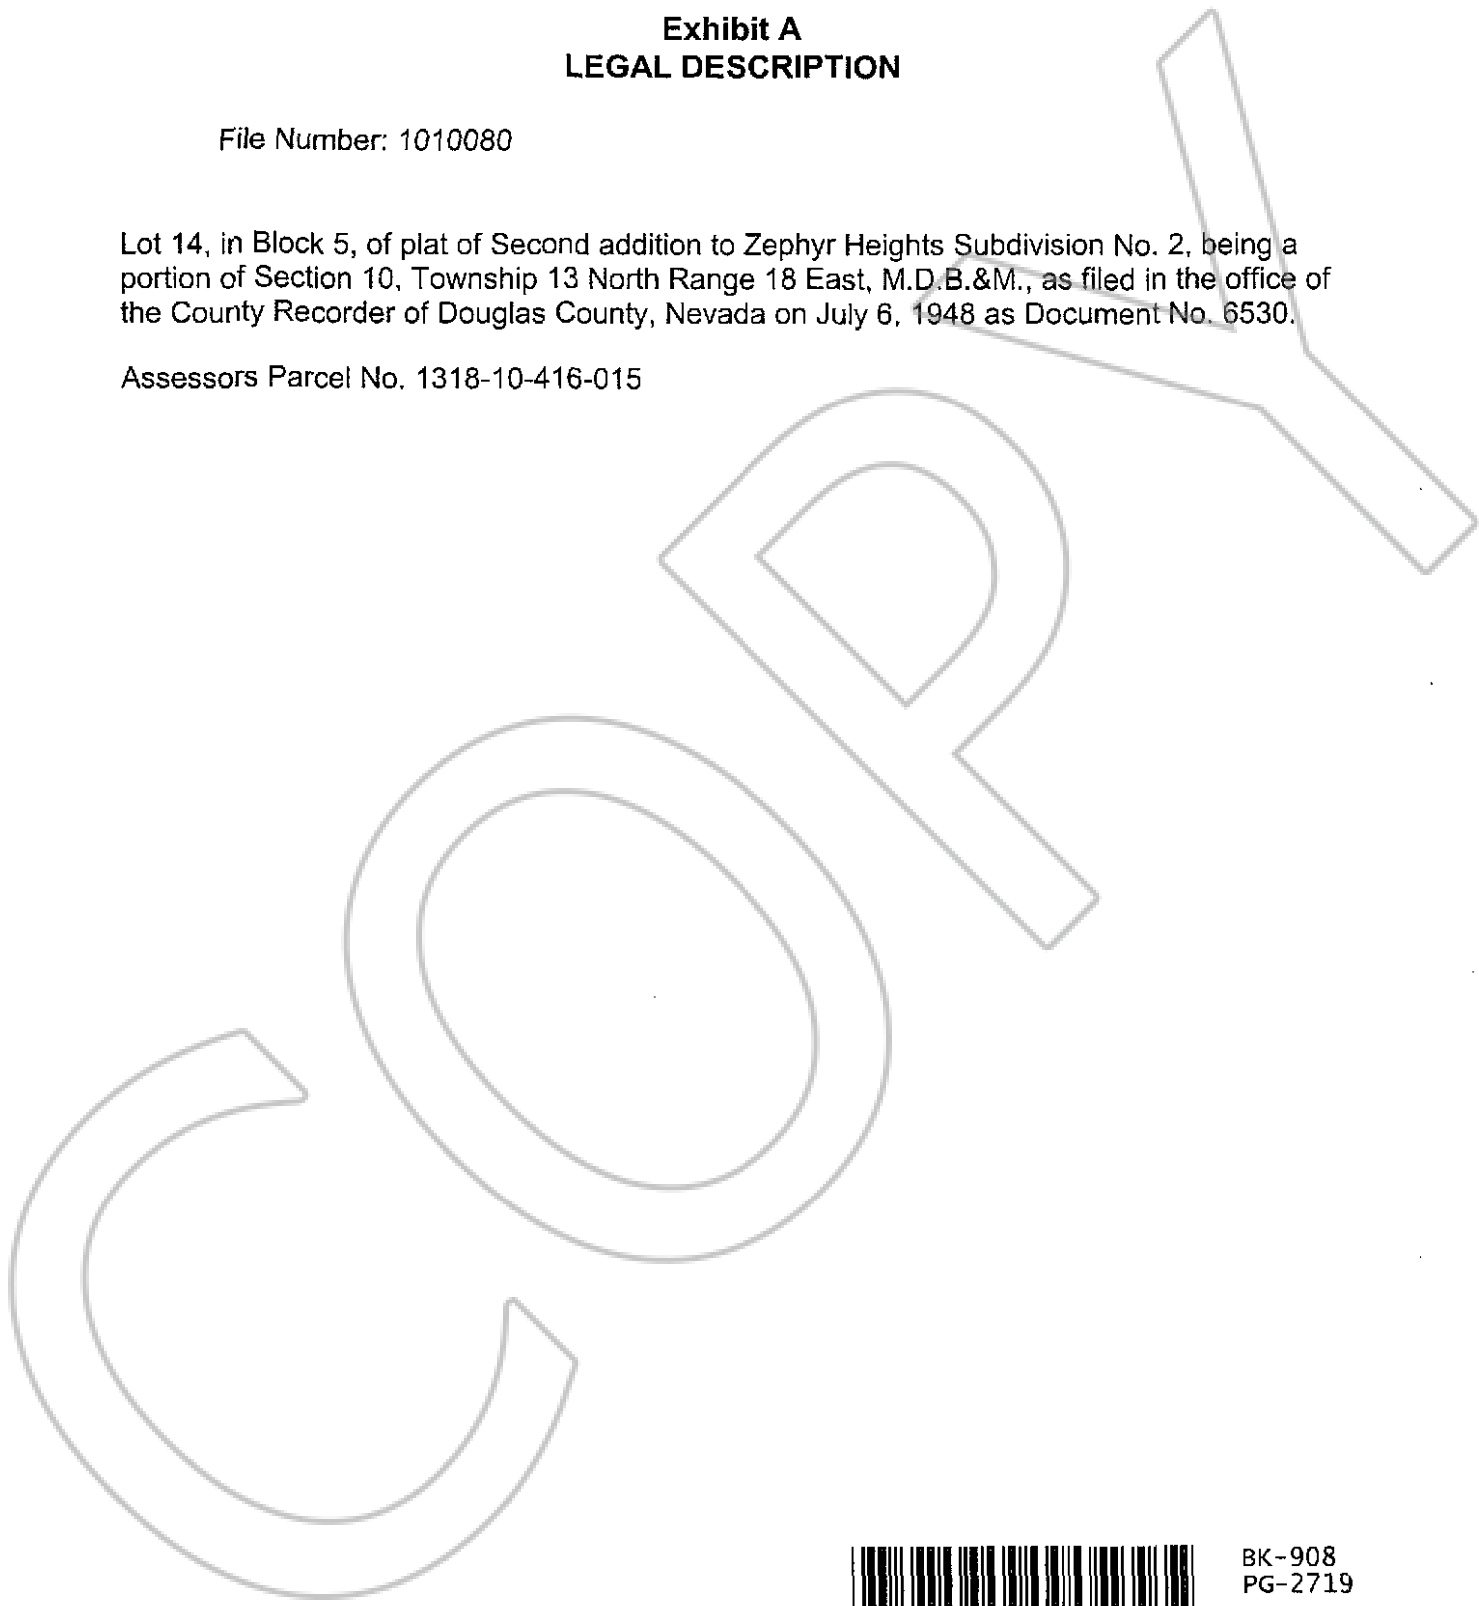 Exhibit A
LEGAL DESCRIPTION
File Number: 1010080
Lot 14, in Block 5, of plat of Second addition to Zephyr Heights Subdivision No. 2, being a
portion of Section 10, Township 13 North Range 18 East, M.D.B.&M., as filed in the office of
the County Recorder of Douglas County, Nevada on July 6, 1948 as Document No. 6530.
Assessors Parcel No. 1318-10-416-015
COPY
BK-908
PG-2719